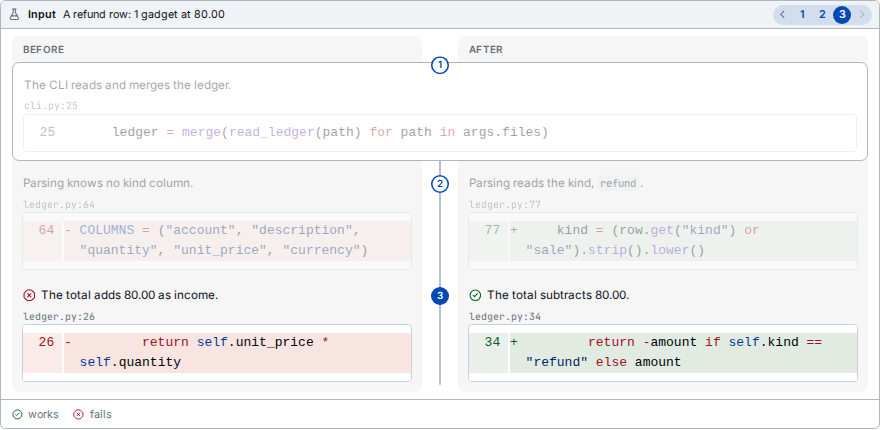 Input A refund row: 1 gadget at 80.00
1 2 3
BEFORE
AFTER
1
The CLI reads and merges the ledger.
cli.py:25
25 ledger = merge(read_ledger(path) for path in args.files)
2
Parsing knows no kind column.
ledger.py:64
64 - COLUMNS = ("account", "description",
"quantity", "unit_price", "currency")
Parsing reads the kind, refund.
ledger.py:77
77 + kind = (row.get("kind") or
"sale").strip().lower()
3
The total adds 80.00 as income.
ledger.py:26
26 - return self.unit_price *
self.quantity
The total subtracts 80.00.
ledger.py:34
34 + return -amount if self.kind ==
"refund" else amount
works fails